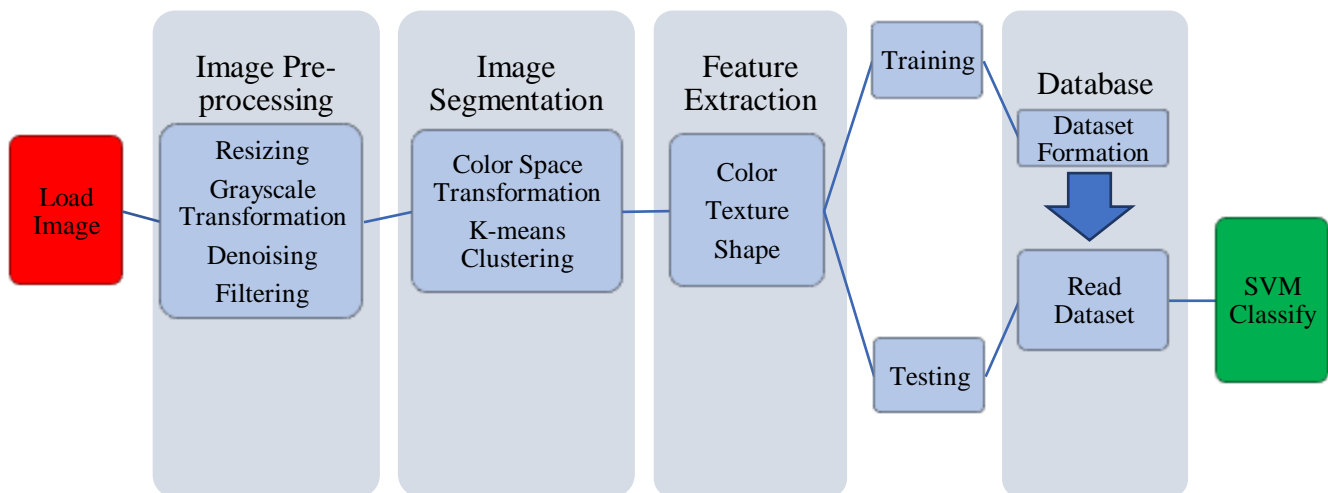 Load
Image
Image Pre-
processing
Resizing
Grayscale
Transformation
Denoising
Filtering
Image
Segmentation
Color Space
Transformation
K-means
Clustering
Feature
Extraction
Color
Texture
Shape
Training
Testing
Database
Dataset
Formation
Read
Dataset
SVM
Classify